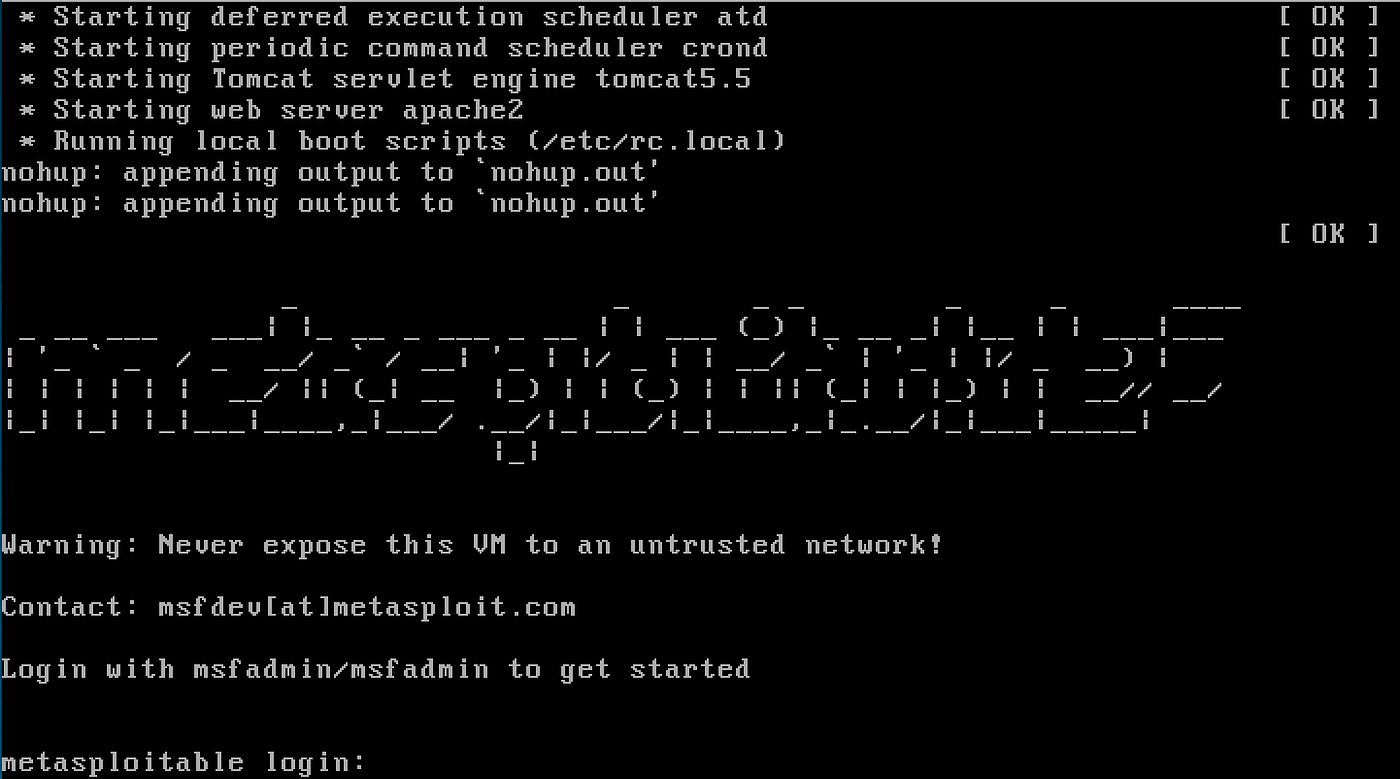 * Starting deferred execution scheduler atd [ OK ]
* Starting periodic command scheduler crond [ OK ]
* Starting Tomcat servlet engine tomcat5.5 [ OK ]
* Starting web server apache2 [ OK ]
* Running local boot scripts (/etc/rc.local)
nohup: appending output to `nohup.out'
nohup: appending output to `nohup.out'
[ OK ]
metasploitable2
Warning: Never expose this VM to an untrusted network!
Contact: msfdev[at]metasploit.com
Login with msfadmin/msfadmin to get started
metasploitable login: